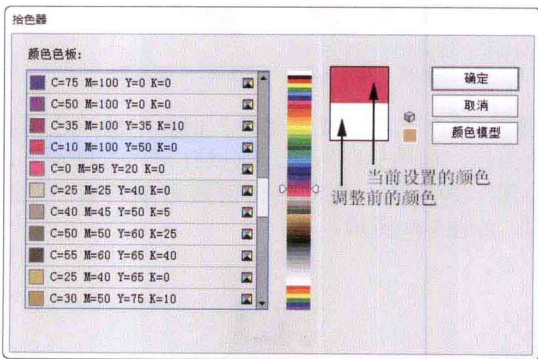 拾色器
颜色色板:
C=75 M=100 Y=0 K=0
C=50 M=100 Y=0 K=0
C=35 M=100 Y=35 K=10
C=10 M=100 Y=50 K=0
C=0 M=95 Y=20 K=0
C=25 M=25 Y=40 K=0
C=40 M=45 Y=50 K=5
C=50 M=50 Y=60 K=25
C=55 M=60 Y=65 K=40
C=25 M=40 Y=65 K=0
C=30 M=50 Y=75 K=10
确定
取消
颜色模型
当前设置的颜色
调整前的颜色